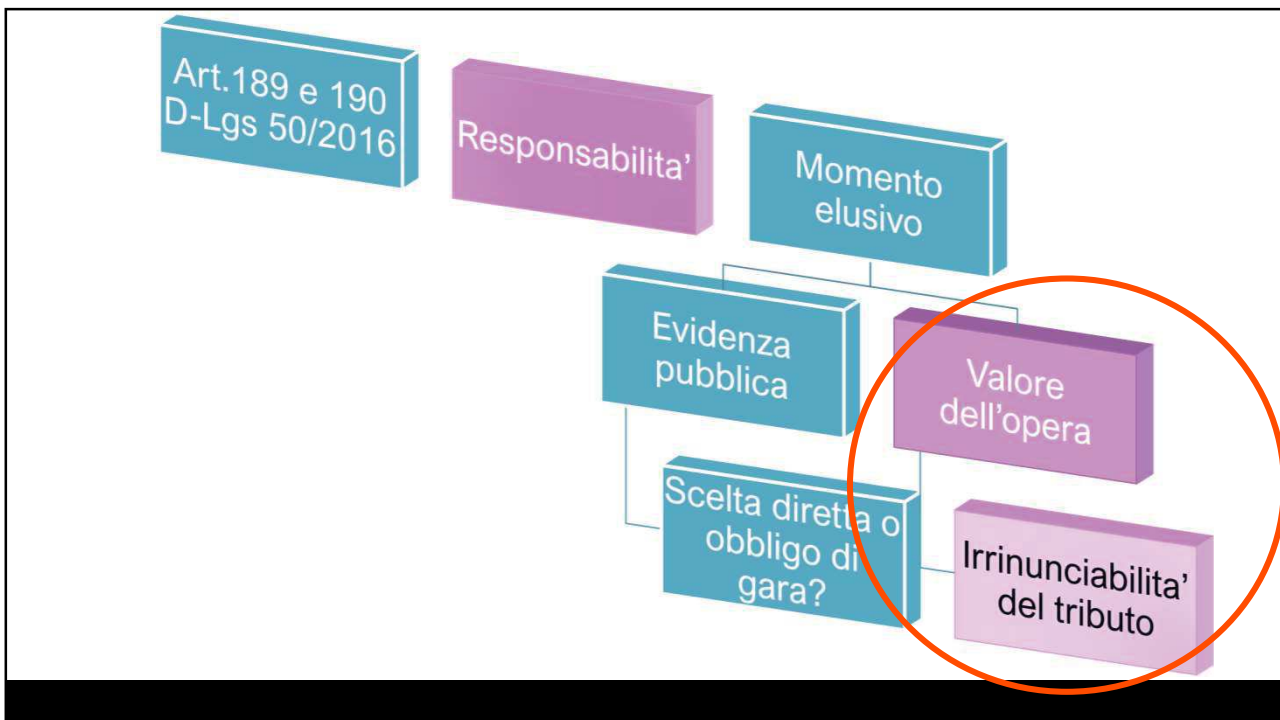 Art.189 e 190
D-Lgs 50/2016
Responsabilita’
Momento
elusivo
Evidenza
pubblica
Valore
dell’opera
Scelta diretta o
obbligo di
gara?
Irrinunciabilita’
del tributo